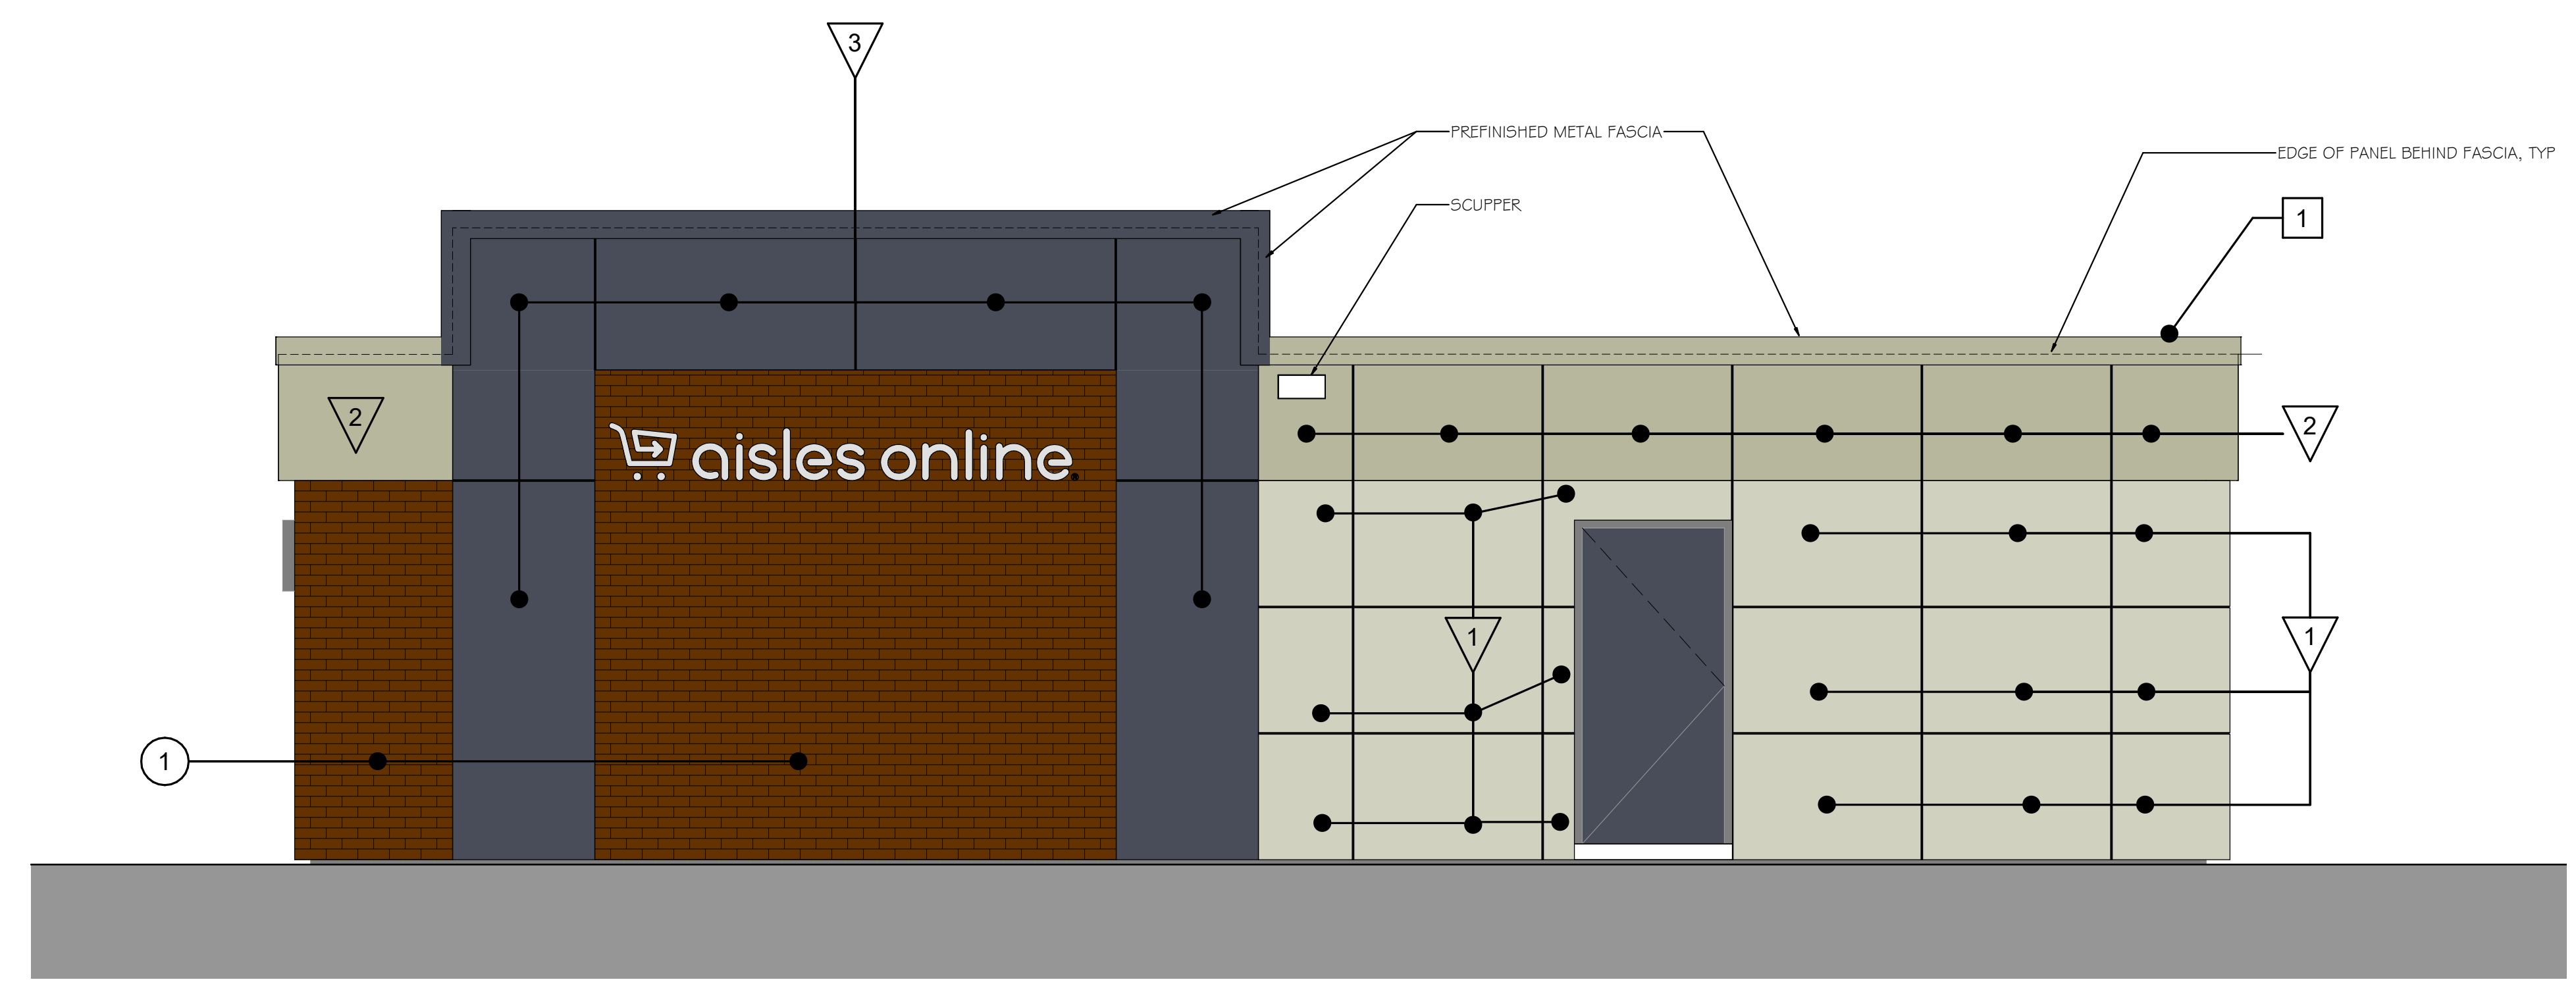 3
PREFINISHED METAL FASCIA
EDGE OF PANEL BEHIND FASCIA, TYP
SCUPPER
1
2
aisles online®
2
1
1
1